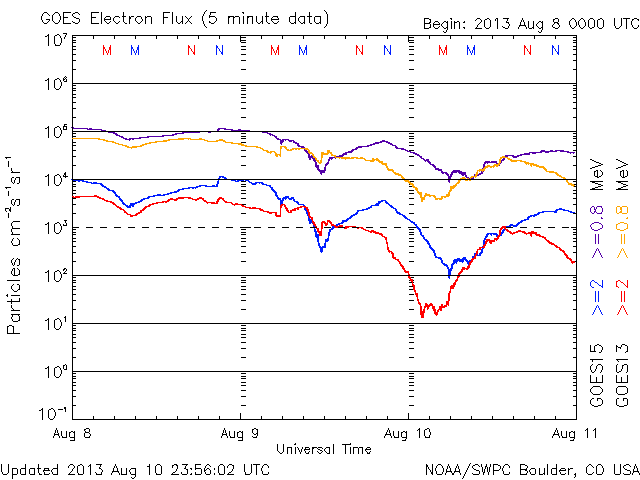 GOES Electron Flux (5 minute data)
Begin: 2013 Aug 8 0000 UTC
10⁷
M M N N M M N N M M N N
10⁶
10⁵
10⁴
10³
10²
10¹
10⁰
10⁻¹
Particles cm⁻²s⁻¹sr⁻¹
Aug 8 Aug 9 Aug 10 Aug 11
Universal Time
GOES15 >=2 >=0.8 MeV
GOES13 >=2 >=0.8 MeV
Updated 2013 Aug 10 23:56:02 UTC
NOAA/SWPC Boulder, CO USA